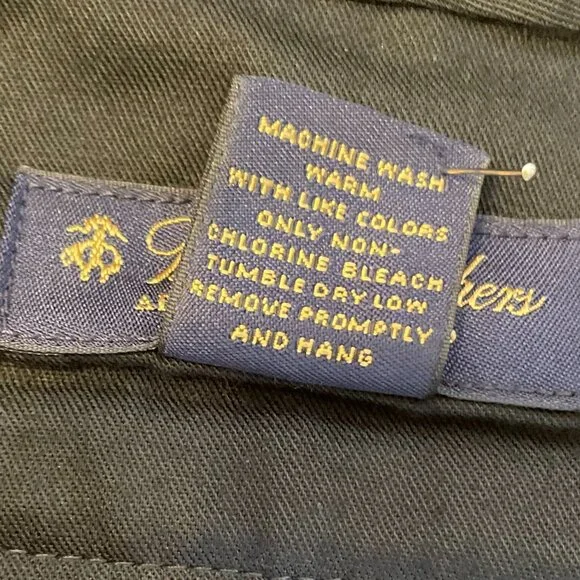 MACHINE WASH
WARM
WITH LIKE COLORS
ONLY NON-
CHLORINE BLEACH
TUMBLE DRY LOW
REMOVE PROMPTLY
AND HANG